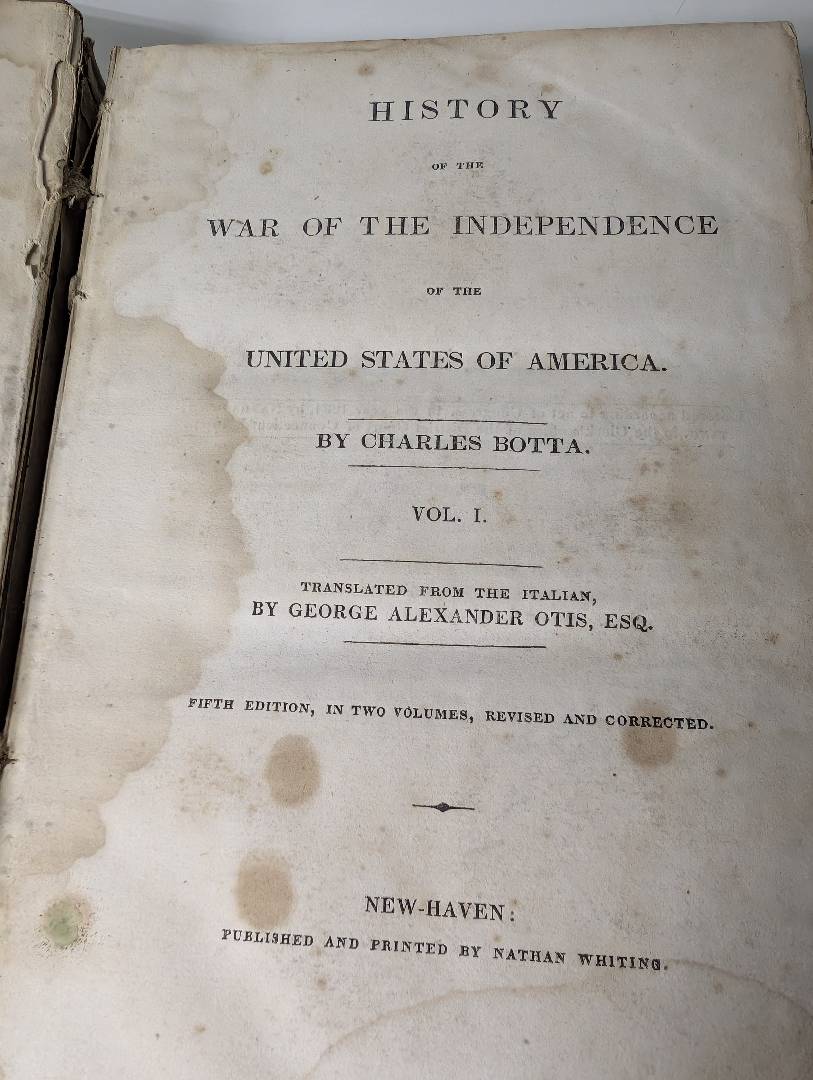 HISTORY
OF THE
WAR OF THE INDEPENDENCE
OF THE
UNITED STATES OF AMERICA.
BY CHARLES BOTTA.
VOL. I.
TRANSLATED FROM THE ITALIAN,
BY GEORGE ALEXANDER OTIS, ESQ.
FIFTH EDITION, IN TWO VOLUMES, REVISED AND CORRECTED.
NEW-HAVEN:
PUBLISHED AND PRINTED BY NATHAN WHITING.